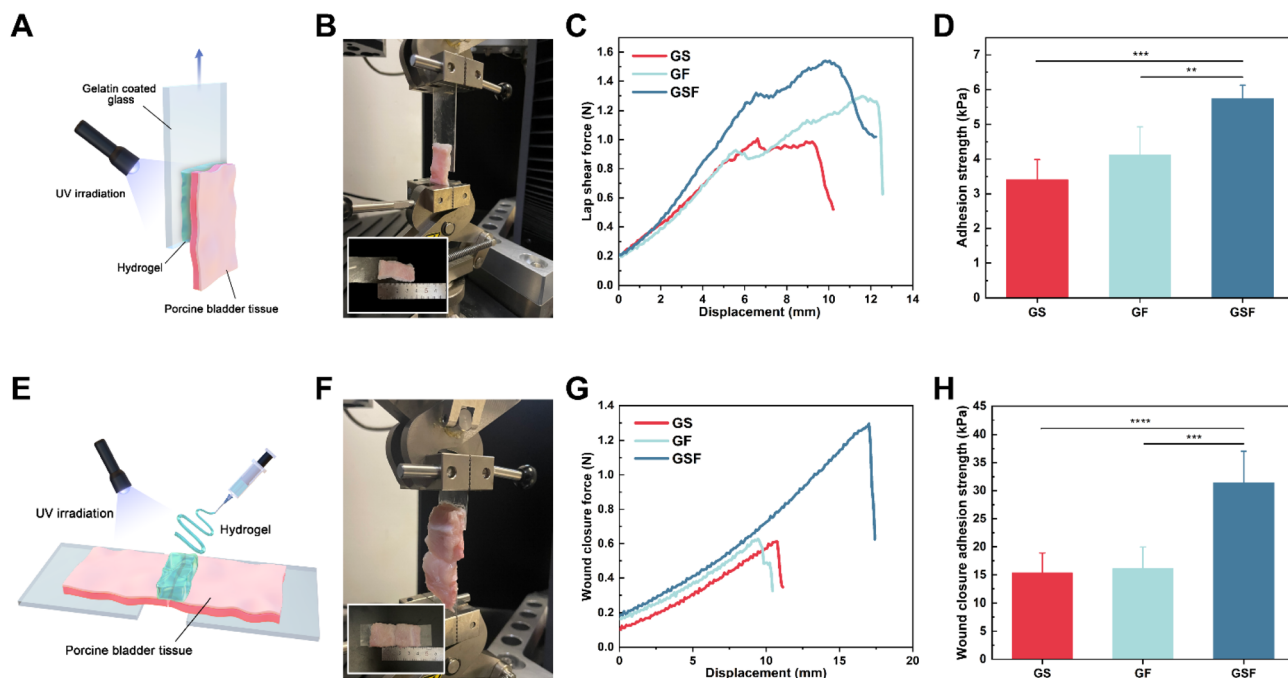 A
Gelatin coated
glass
UV irradiation
Hydrogel
Porcine bladder tissue
B
C
GS
GF
GSF
Lap shear force (N)
1.6
1.4
1.2
1.0
0.8
0.6
0.4
0.2
0.0
0
2
4
6
8
10
12
14
Displacement (mm)
D
Adhesion strength (kPa)
7
6
5
4
3
2
1
0
***
**
GS
GF
GSF
E
UV irradiation
Hydrogel
Porcine bladder tissue
F
G
GS
GF
GSF
Wound closure force (N)
1.4
1.2
1.0
0.8
0.6
0.4
0.2
0.0
0
5
10
15
20
Displacement (mm)
H
Wound closure adhesion strength (kPa)
45
40
35
30
25
20
15
10
5
0
****
***
GS
GF
GSF